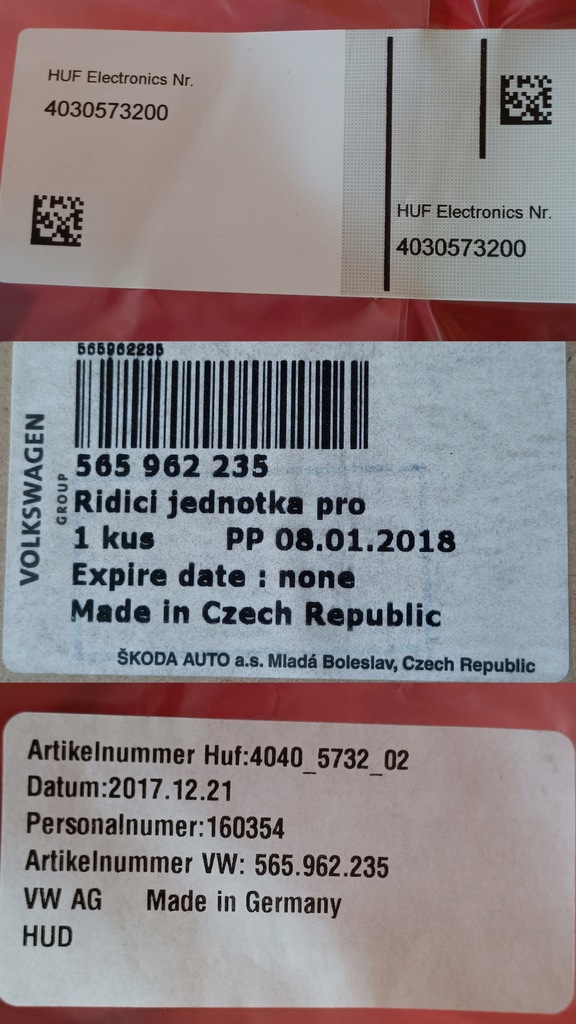 HUF Electronics Nr.
4030573200
HUF Electronics Nr.
4030573200
565962235
565 962 235
VOLKSWAGEN
GROUP
Ridici jednotka pro
1 kus PP 08.01.2018
Expire date : none
Made in Czech Republic
ŠKODA AUTO a.s. Mladá Boleslav, Czech Republic
Artikelnummer Huf:4040_5732_02
Datum:2017.12.21
Personalnumer:160354
Artikelnummer VW: 565.962.235
VW AG Made in Germany
HUD